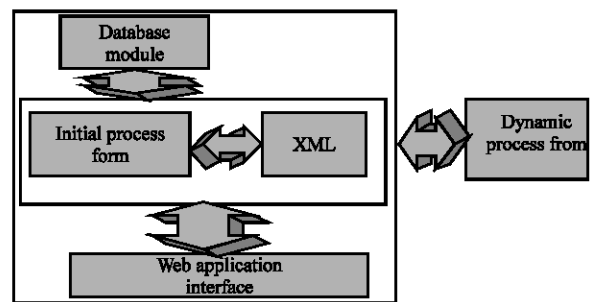 Database
module
Initial process
form
XML
Dynamic
process from
Web application
interface